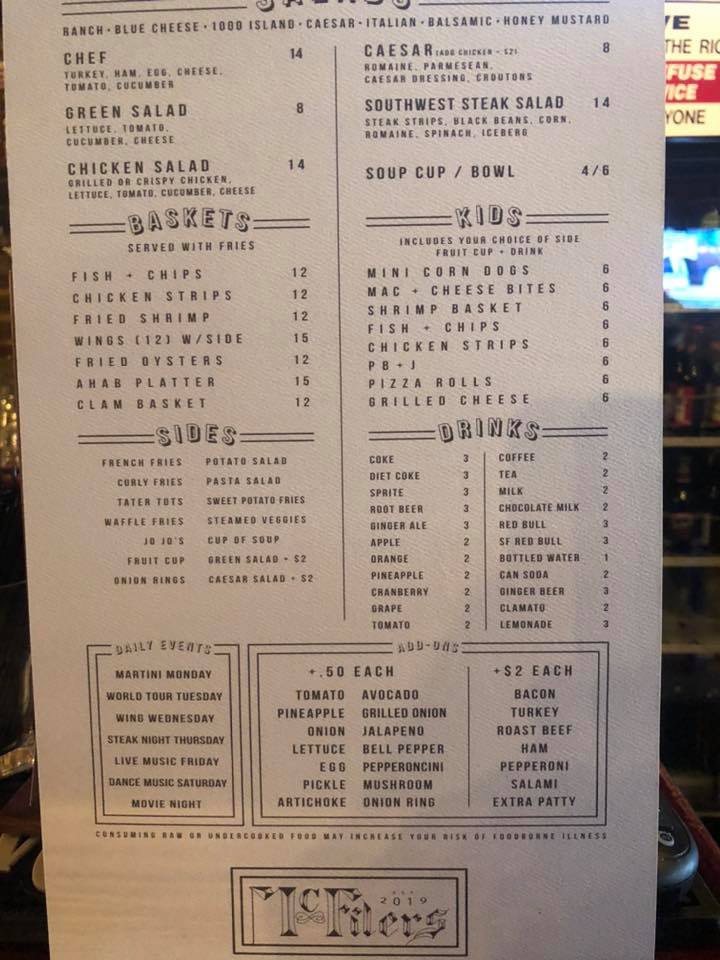 SALADS
RANCH • BLUE CHEESE • 1000 ISLAND • CAESAR • ITALIAN • BALSAMIC • HONEY MUSTARD
CHEF 14
TURKEY, HAM, EGG, CHEESE,
TOMATO, CUCUMBER
GREEN SALAD 8
LETTUCE, TOMATO,
CUCUMBER, CHEESE
CHICKEN SALAD 14
GRILLED OR CRISPY CHICKEN,
LETTUCE, TOMATO, CUCUMBER, CHEESE
CAESAR (ADD CHICKEN - $2) 8
ROMAINE, PARMESEAN,
CAESAR DRESSING, CROUTONS
SOUTHWEST STEAK SALAD 14
STEAK STRIPS, BLACK BEANS, CORN,
ROMAINE, SPINACH, ICEBERG
SOUP CUP / BOWL 4/6
BASKETS
SERVED WITH FRIES
FISH + CHIPS 12
CHICKEN STRIPS 12
FRIED SHRIMP 12
WINGS (12) W/SIDE 15
FRIED OYSTERS 12
AHAB PLATTER 15
CLAM BASKET 12
KIDS
INCLUDES YOUR CHOICE OF SIDE
FRUIT CUP + DRINK
MINI CORN DOGS 6
MAC + CHEESE BITES 6
SHRIMP BASKET 6
FISH + CHIPS 6
CHICKEN STRIPS 6
PB + J 6
PIZZA ROLLS 6
GRILLED CHEESE 6
SIDES
FRENCH FRIES POTATO SALAD
CURLY FRIES PASTA SALAD
TATER TOTS SWEET POTATO FRIES
WAFFLE FRIES STEAMED VEGGIES
JO JO'S CUP OF SOUP
FRUIT CUP GREEN SALAD + $2
ONION RINGS CAESAR SALAD + $2
DRINKS
COKE 3
DIET COKE 3
SPRITE 3
ROOT BEER 3
GINGER ALE 3
APPLE 2
ORANGE 2
PINEAPPLE 2
CRANBERRY 2
GRAPE 2
TOMATO 2
COFFEE 2
TEA 2
MILK 2
CHOCOLATE MILK 2
RED BULL 3
SF RED BULL 3
BOTTLED WATER 1
CAN SODA 2
GINGER BEER 3
CLAMATO 2
LEMONADE 3
DAILY EVENTS
MARTINI MONDAY
WORLD TOUR TUESDAY
WING WEDNESDAY
STEAK NIGHT THURSDAY
LIVE MUSIC FRIDAY
DANCE MUSIC SATURDAY
MOVIE NIGHT
ADD-ONS
+.50 EACH
TOMATO AVOCADO
PINEAPPLE GRILLED ONION
ONION JALAPENO
LETTUCE BELL PEPPER
EGG PEPPERONCINI
PICKLE MUSHROOM
ARTICHOKE ONION RING
+$2 EACH
BACON
TURKEY
ROAST BEEF
HAM
PEPPERONI
SALAMI
EXTRA PATTY
CONSUMING RAW OR UNDERCOOKED FOOD MAY INCREASE YOUR RISK OF FOODBORNE ILLNESS
EST
2019
McFilers
VE
THE RIG
FUSE
VICE
YONE